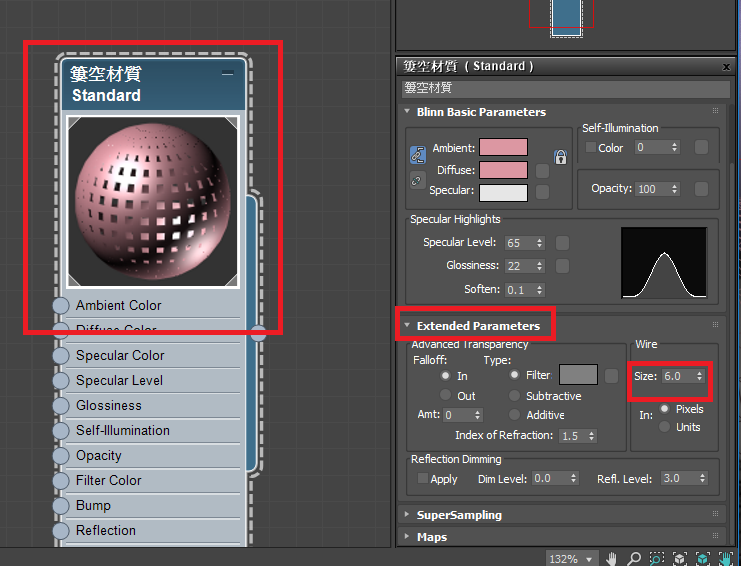 簍空材質
Standard
Ambient Color
Diffuse Color
Specular Color
Specular Level
Glossiness
Self-Illumination
Opacity
Filter Color
Bump
Reflection
簍空材質 ( Standard )
x
簍空材質
Blinn Basic Parameters
Ambient:
Diffuse:
Specular:
Self-Illumination
Color 0
Opacity: 100
Specular Highlights
Specular Level: 65
Glossiness: 22
Soften: 0.1
Extended Parameters
Advanced Transparency
Falloff: Type:
In Filter
Out Subtractive
Amt: 0 Additive
Index of Refraction: 1.5
Wire
Size: 6.0
In: Pixels
Units
Reflection Dimming
Apply Dim Level: 0.0 Refl. Level: 3.0
SuperSampling
Maps
132%